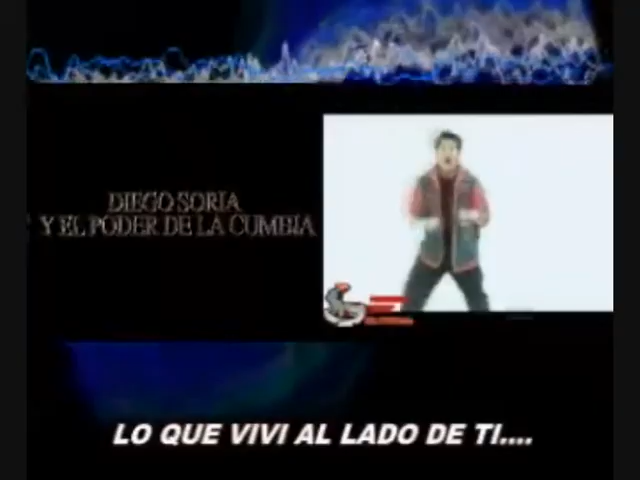 DIEGO SORIA
Y EL PODER DE LA CUMBIA
LO QUE VIVI AL LADO DE TI....